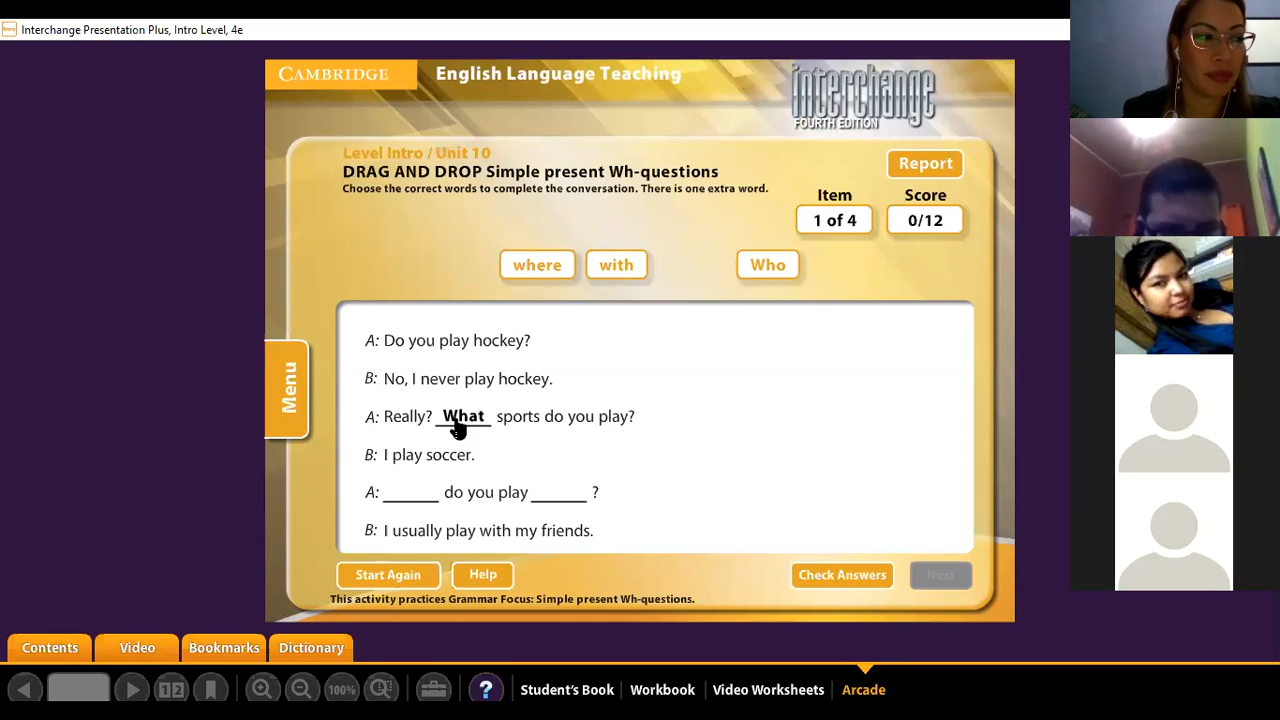 Interchange Presentation Plus, Intro Level, 4e
CAMBRIDGE
English Language Teaching
interchange
FOURTH EDITION
Level Intro / Unit 10
DRAG AND DROP Simple present Wh-questions
Choose the correct words to complete the conversation. There is one extra word.
Report
Item
Score
1 of 4
0/12
where
with
Who
A: Do you play hockey?
B: No, I never play hockey.
A: Really? What sports do you play?
B: I play soccer.
A: ______ do you play ______ ?
B: I usually play with my friends.
Menu
Start Again
Help
Check Answers
Next
This activity practices Grammar Focus: Simple present Wh-questions.
Contents
Video
Bookmarks
Dictionary
12
100%
?
Student's Book
Workbook
Video Worksheets
Arcade